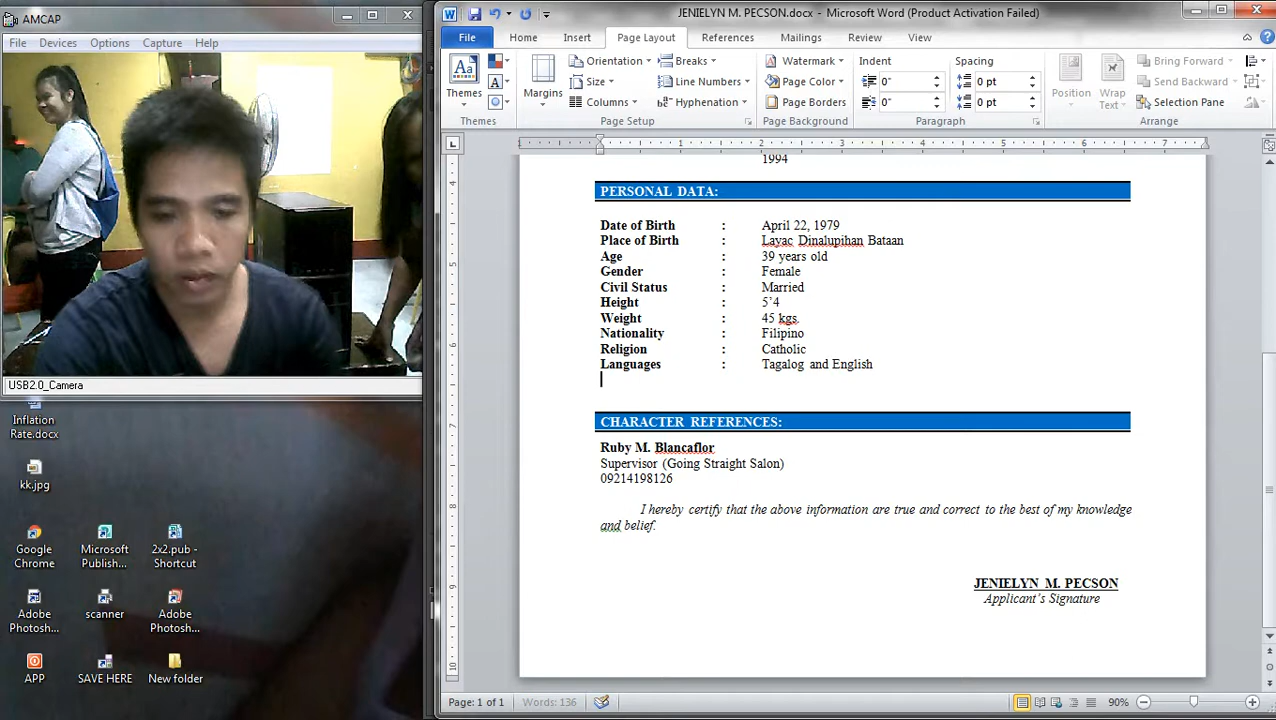 AMCAP
File Devices Options Capture Help
USB2.0_Camera
Inflation
Rate.docx
kk.jpg
Google
Chrome
Microsoft
Publish...
2x2.pub -
Shortcut
Adobe
Photosh...
scanner
Adobe
Photosh...
APP
SAVE HERE
New folder
JENIELYN M. PECSON.docx - Microsoft Word (Product Activation Failed)
File Home Insert Page Layout References Mailings Review View
Themes
Margins
Orientation
Size
Columns
Breaks
Line Numbers
Hyphenation
Watermark
Page Color
Page Borders
Indent
0"
0"
Spacing
0 pt
0 pt
Position
Wrap
Text
Bring Forward
Send Backward
Selection Pane
Themes Page Setup Page Background Paragraph Arrange
1 1 2 3 4 5 6 7
1994
PERSONAL DATA:
Date of Birth : April 22, 1979
Place of Birth : Layac Dinalupihan Bataan
Age : 39 years old
Gender : Female
Civil Status : Married
Height : 5’4
Weight : 45 kgs.
Nationality : Filipino
Religion : Catholic
Languages : Tagalog and English
CHARACTER REFERENCES:
Ruby M. Blancaflor
Supervisor (Going Straight Salon)
09214198126
I hereby certify that the above information are true and correct to the best of my knowledge
and belief.
JENIELYN M. PECSON
Applicant’s Signature
Page: 1 of 1 Words: 136 90%